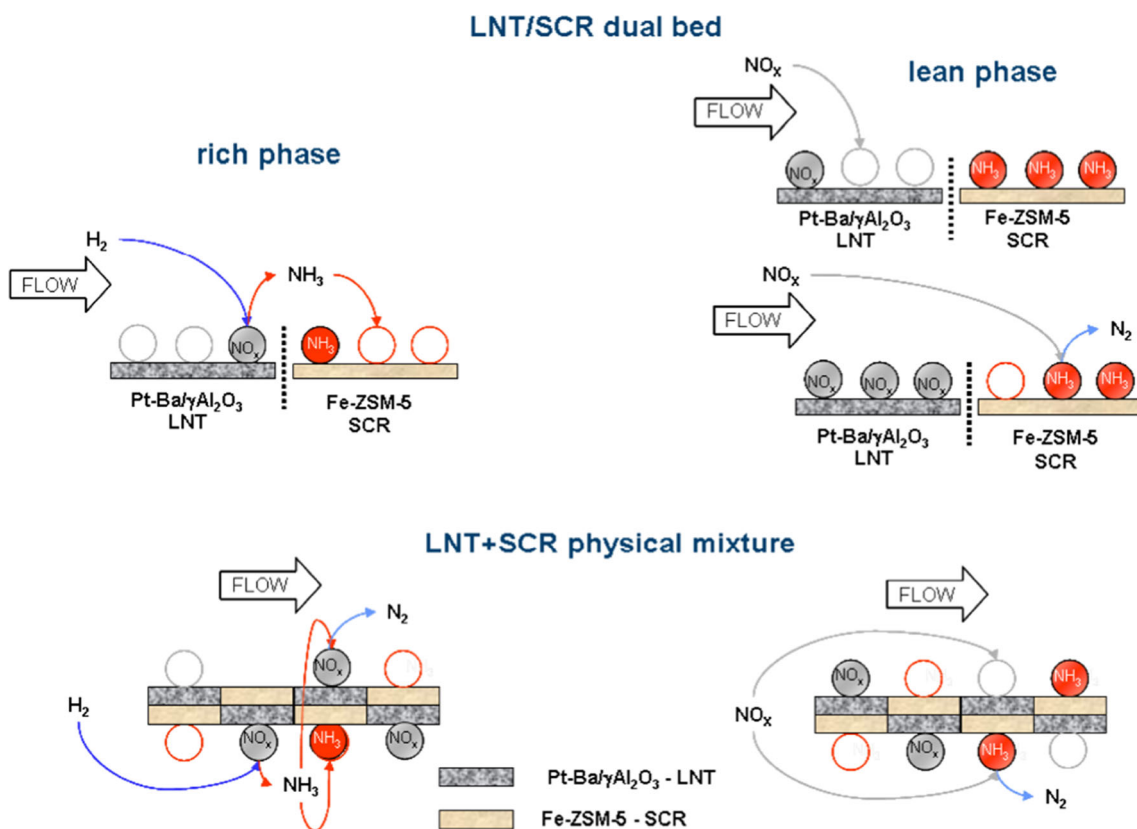 LNT/SCR dual bed
rich phase
H₂
FLOW
NH₃
NOₓ
NH₃
Pt-Ba/γAl₂O₃
LNT
Fe-ZSM-5
SCR
lean phase
NOₓ
FLOW
NOₓ
NH₃ NH₃ NH₃
Pt-Ba/γAl₂O₃
LNT
Fe-ZSM-5
SCR
NOₓ
FLOW
N₂
NOₓ NOₓ NOₓ
NH₃ NH₃
Pt-Ba/γAl₂O₃
LNT
Fe-ZSM-5
SCR
LNT+SCR physical mixture
FLOW
N₂
NOₓ
H₂
NOₓ
NH₃
NOₓ
NH₃
FLOW
NOₓ
NH₃
NOₓ
NOₓ
NH₃
N₂
Pt-Ba/γAl₂O₃ - LNT
Fe-ZSM-5 - SCR